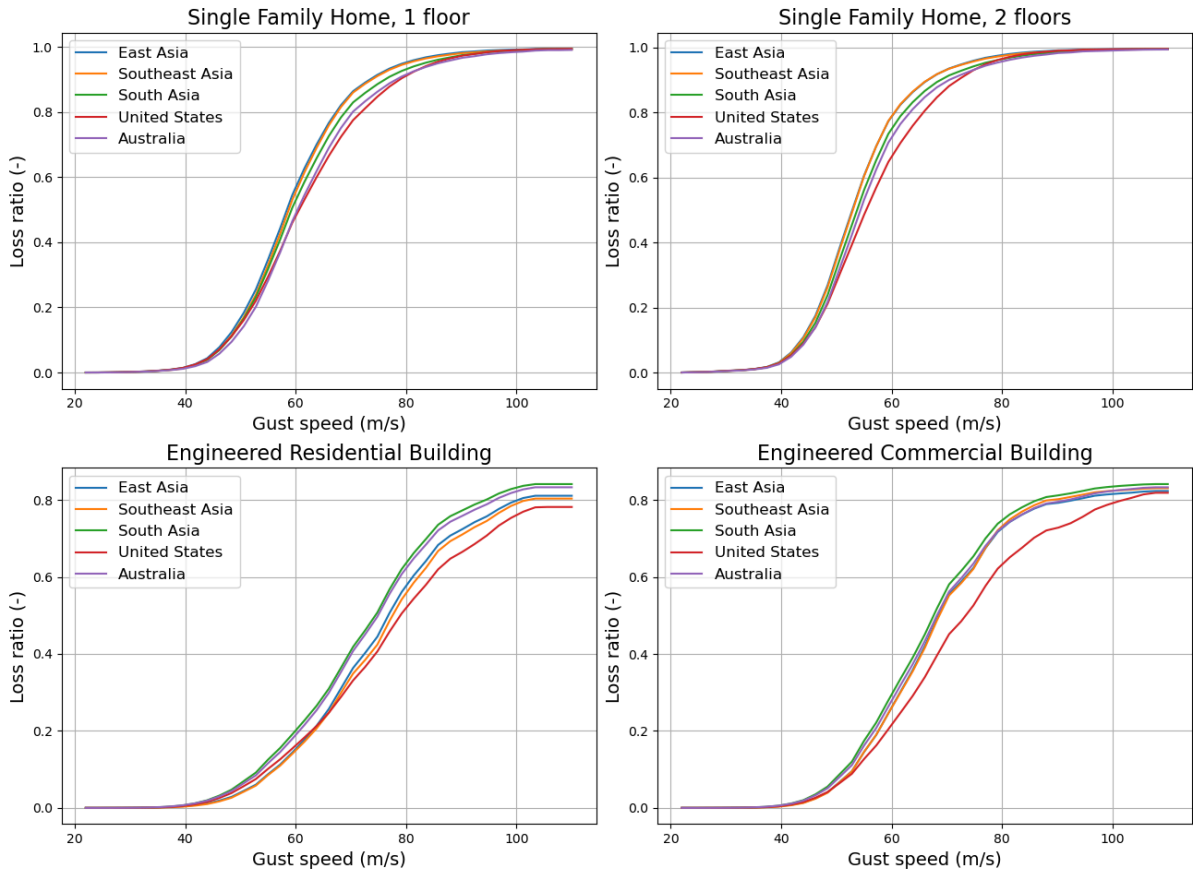 Single Family Home, 1 floor
1.0
0.8
0.6
0.4
0.2
0.0
Loss ratio (-)
East Asia
Southeast Asia
South Asia
United States
Australia
20
40
60
80
100
Gust speed (m/s)
Single Family Home, 2 floors
1.0
0.8
0.6
0.4
0.2
0.0
Loss ratio (-)
East Asia
Southeast Asia
South Asia
United States
Australia
20
40
60
80
100
Gust speed (m/s)
Engineered Residential Building
0.8
0.6
0.4
0.2
0.0
Loss ratio (-)
East Asia
Southeast Asia
South Asia
United States
Australia
20
40
60
80
100
Gust speed (m/s)
Engineered Commercial Building
0.8
0.6
0.4
0.2
0.0
Loss ratio (-)
East Asia
Southeast Asia
South Asia
United States
Australia
20
40
60
80
100
Gust speed (m/s)